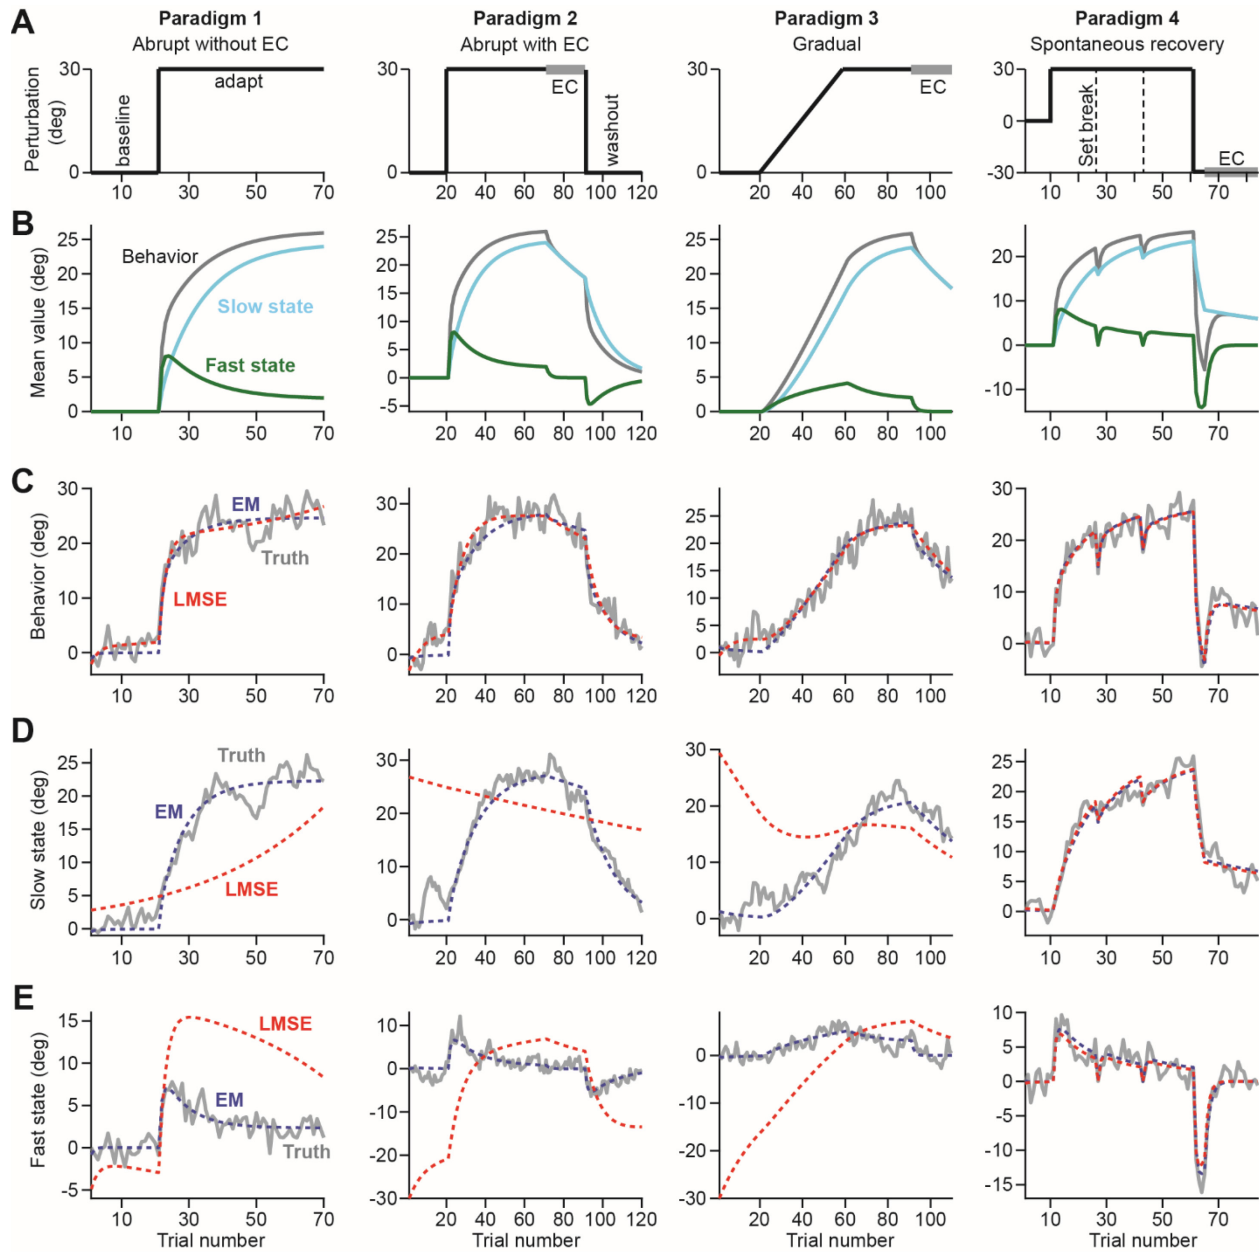 A
Paradigm 1
Paradigm 2
Paradigm 3
Paradigm 4
Abrupt without EC
Abrupt with EC
Gradual
Spontaneous recovery
Perturbation
(deg)
30
0
baseline
adapt
10 30 50 70
30
0
EC
washout
0 20 40 60 80 100 120
30
0
EC
0 20 40 60 80 100
30
0
-30
Set break
EC
10 30 50 70
B
Mean value (deg)
25
20
15
10
5
0
Behavior
Slow state
Fast state
10 30 50 70
25
20
15
10
5
0
-5
0 20 40 60 80 100 120
25
20
15
10
5
0
0 20 40 60 80 100
20
10
0
-10
10 30 50 70
C
Behavior (deg)
30
20
10
0
EM
Truth
LMSE
10 30 50 70
30
20
10
0
0 20 40 60 80 100 120
30
20
10
0
0 20 40 60 80 100
30
20
10
0
10 30 50 70
D
Slow state (deg)
25
20
15
10
5
0
Truth
EM
LMSE
10 30 50 70
30
20
10
0
0 20 40 60 80 100 120
30
20
10
0
0 20 40 60 80 100
25
20
15
10
5
0
10 30 50 70
E
Fast state (deg)
15
10
5
0
-5
LMSE
EM
Truth
10 30 50 70
Trial number
10
0
-10
-20
-30
0 20 40 60 80 100 120
Trial number
0
-10
-20
-30
0 20 40 60 80 100
Trial number
10
5
0
-5
-10
-15
10 30 50 70
Trial number